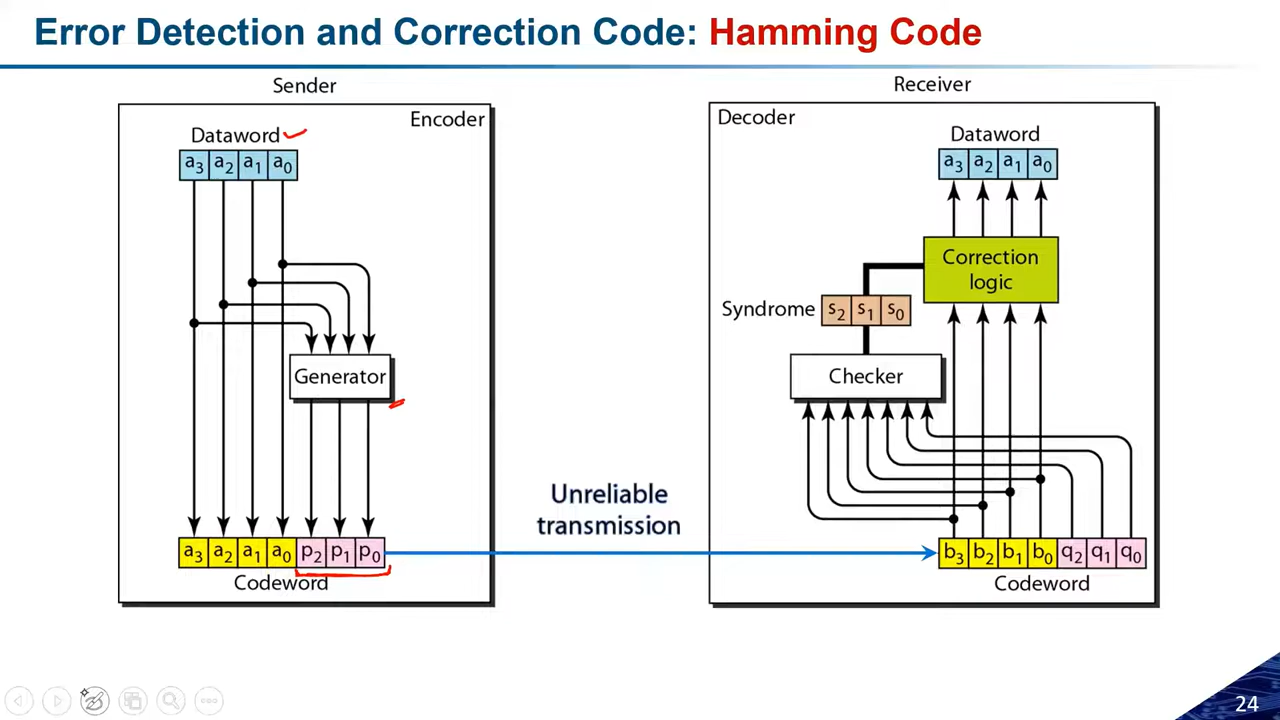 Error Detection and Correction Code: Hamming Code
Sender
Encoder
Dataword
a3 a2 a1 a0
Generator
a3 a2 a1 a0 p2 p1 p0
Codeword
Unreliable
transmission
Receiver
Decoder
Dataword
a3 a2 a1 a0
Correction
logic
Syndrome s2 s1 s0
Checker
b3 b2 b1 b0 q2 q1 q0
Codeword
24